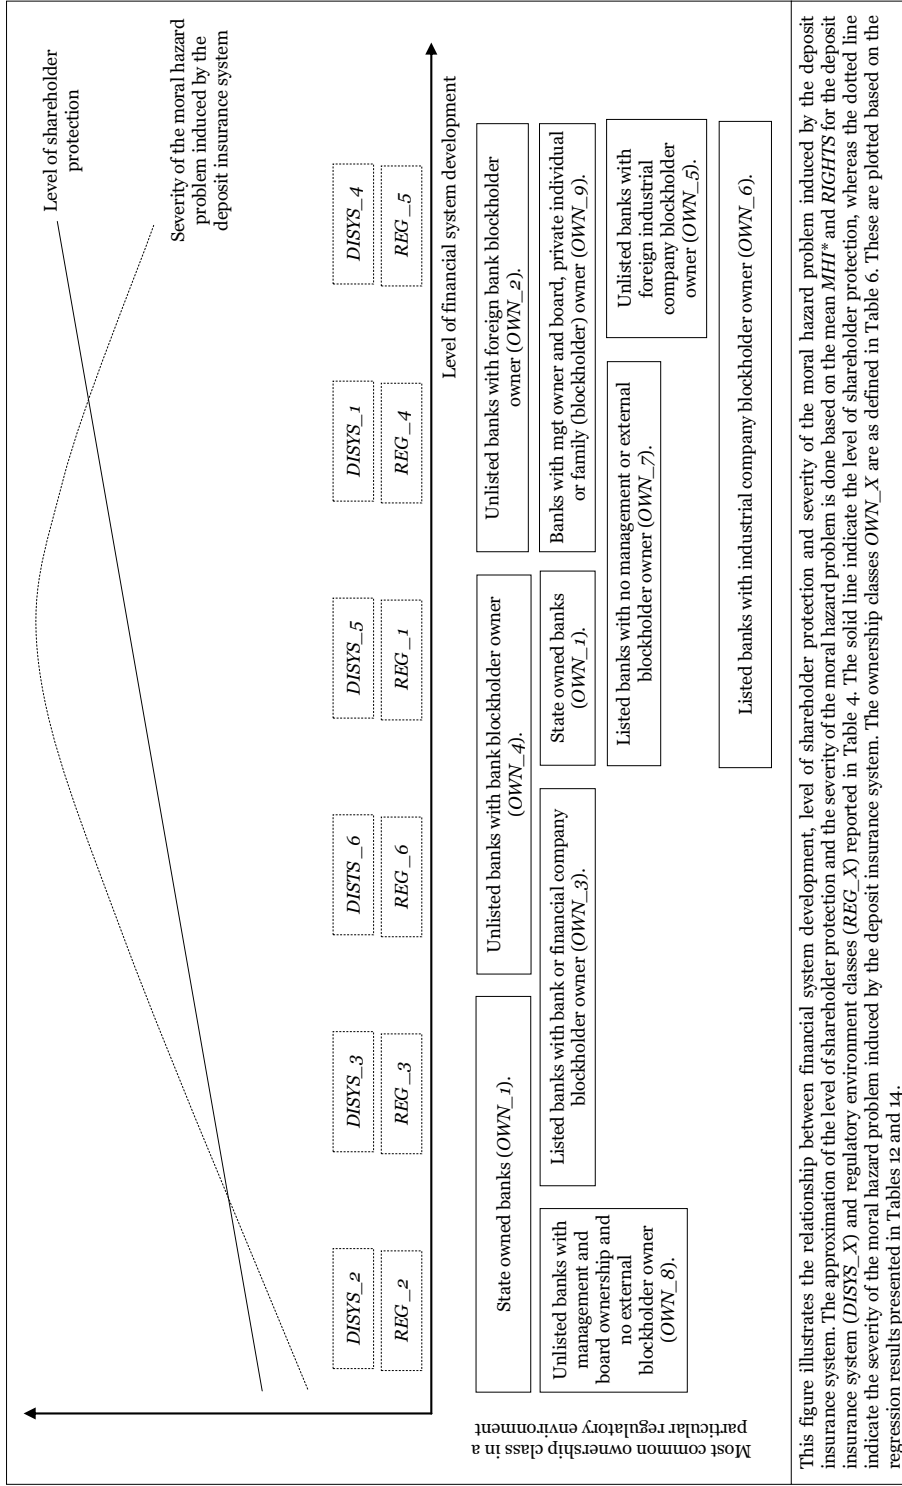 Level of shareholder
protection
Severity of the moral hazard
problem induced by the
deposit insurance system
DISYS_2
DISYS_3
DISTS_6
DISYS_5
DISYS_1
DISYS_4
REG_2
REG_3
REG_6
REG_1
REG_4
REG_5
Level of financial system development
Most common ownership class in a
particular regulatory environment
State owned banks (OWN_1).
Unlisted banks with bank blockholder owner
(OWN_4).
Unlisted banks with foreign bank blockholder
owner (OWN_2).
Unlisted banks with
management and
board ownership and
no external
blockholder owner
(OWN_8).
Listed banks with bank or financial company
blockholder owner (OWN_3).
State owned banks
(OWN_1).
Banks with mgt owner and board, private individual
or family (blockholder) owner (OWN_9).
Listed banks with no management or external
blockholder owner (OWN_7).
Unlisted banks with
foreign industrial
company blockholder
owner (OWN_5).
Listed banks with industrial company blockholder owner (OWN_6).
This figure illustrates the relationship between financial system development, level of shareholder protection and severity of the moral hazard problem induced by the deposit
insurance system. The approximation of the level of shareholder protection and the severity of the moral hazard problem is done based on the mean MHI* and RIGHTS for the deposit
insurance system (DISYS_X) and regulatory environment classes (REG_X) reported in Table 4. The solid line indicate the level of shareholder protection, whereas the dotted line
indicate the severity of the moral hazard problem induced by the deposit insurance system. The ownership classes OWN_X are as defined in Table 6. These are plotted based on the
regression results presented in Tables 12 and 14.